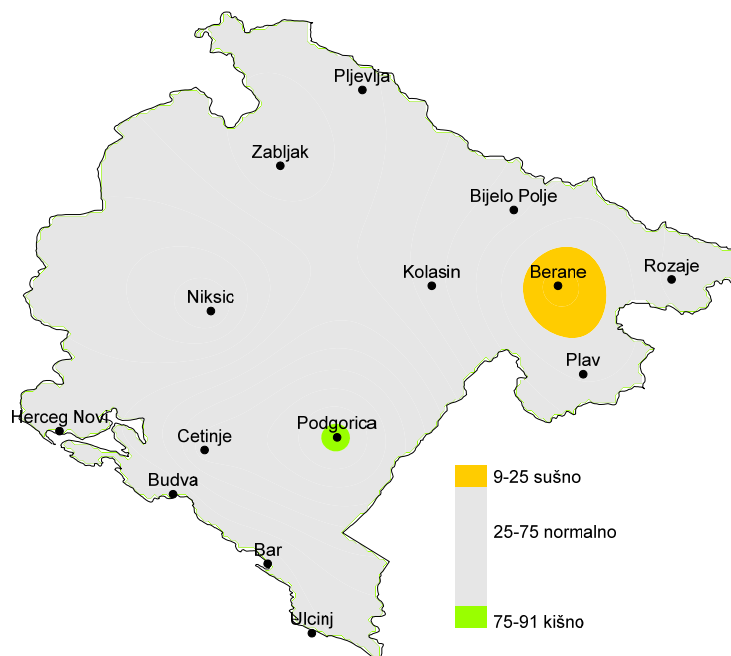 Pljevlja
Zabljak
Bijelo Polje
Kolasin
Berane
Rozaje
Niksic
Plav
Herceg Novi
Podgorica
Cetinje
Budva
9-25 sušno
25-75 normalno
Bar
75-91 kišno
Ulcinj